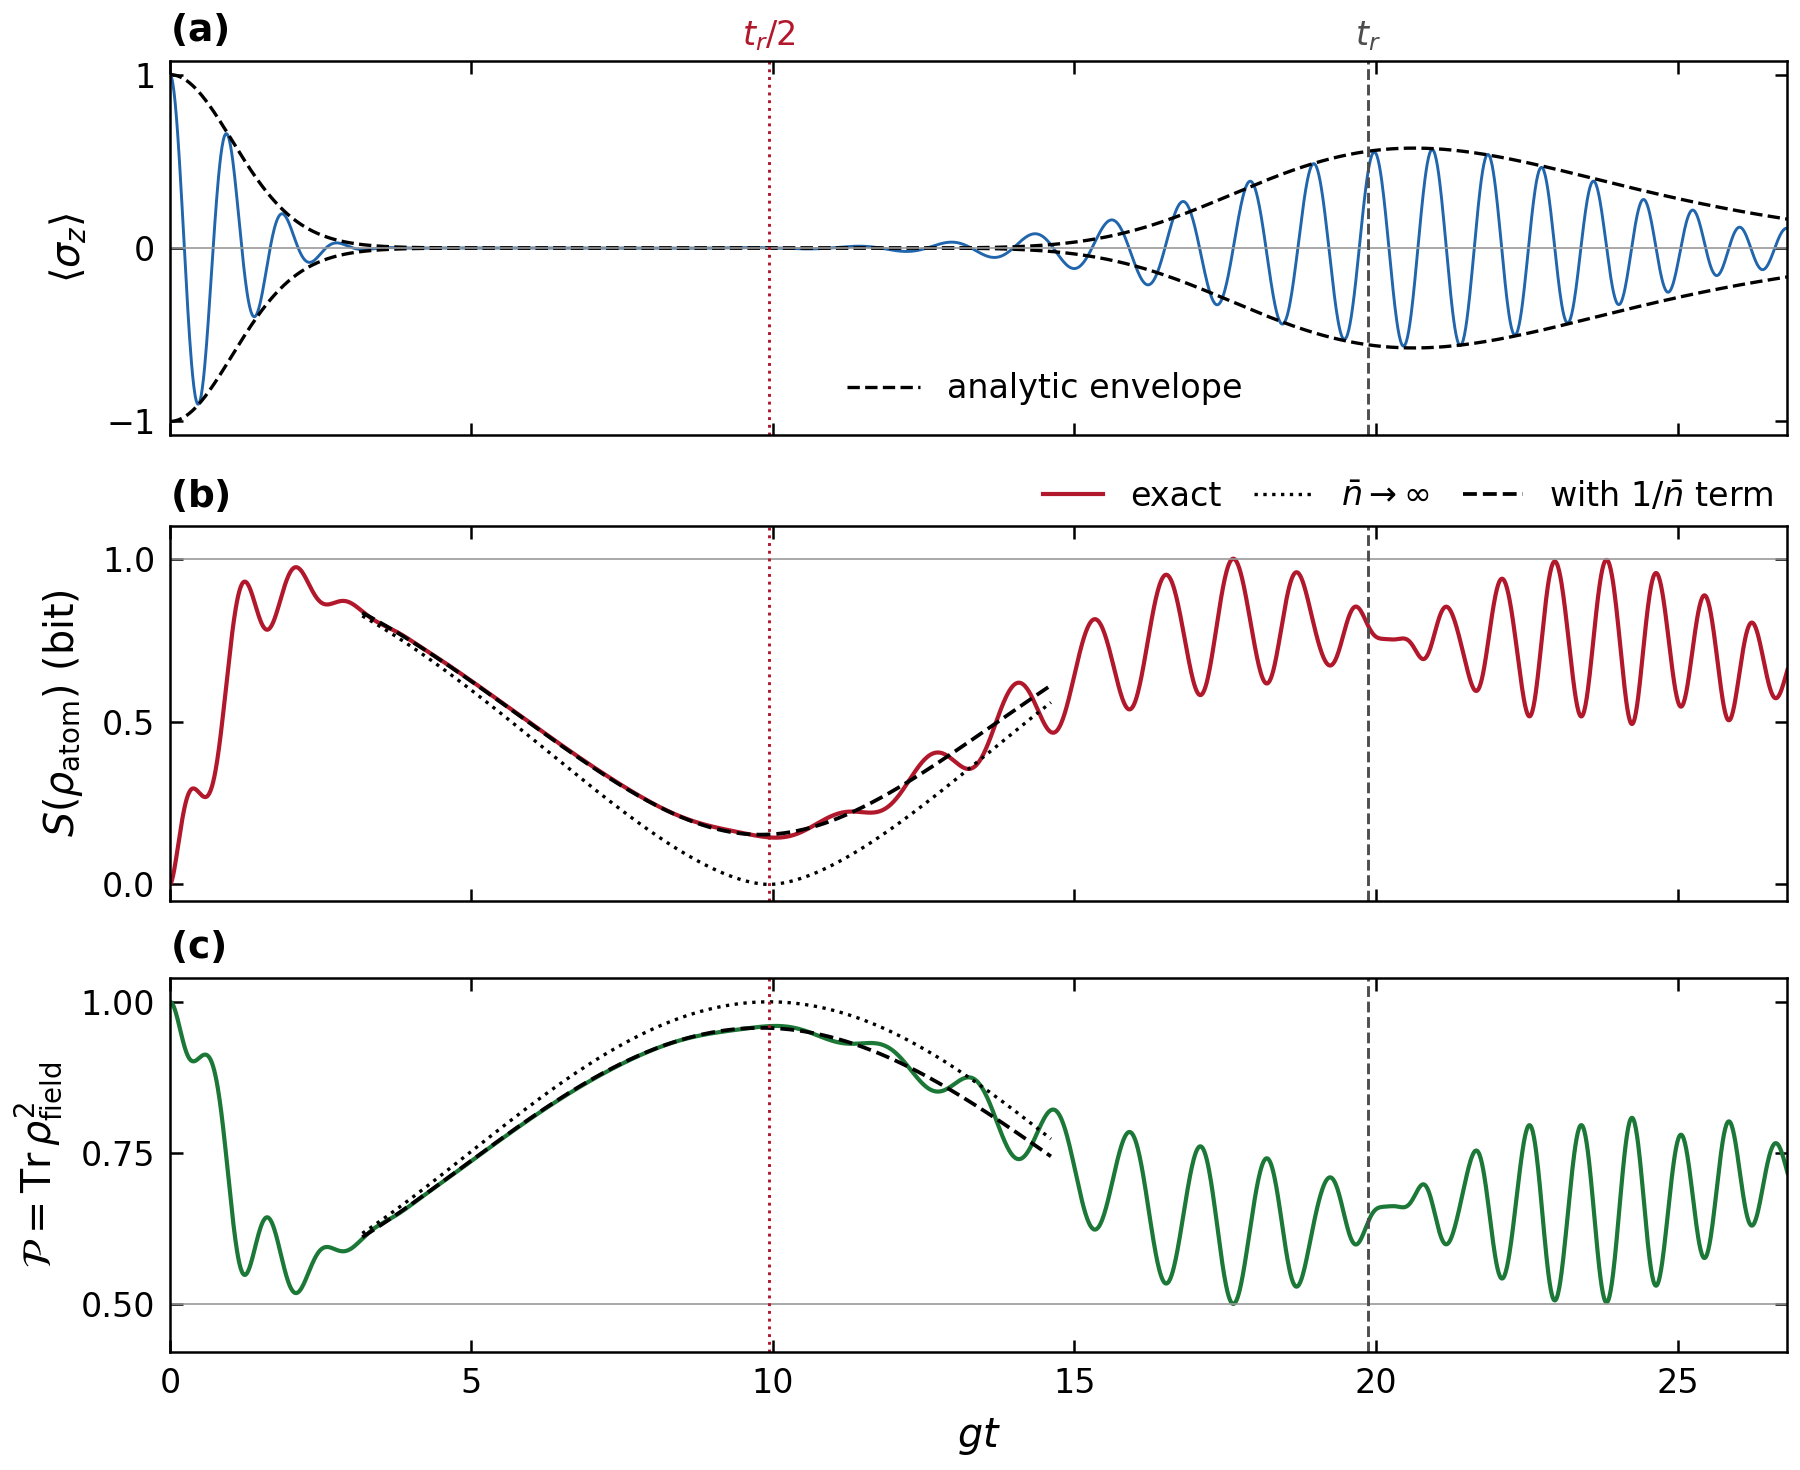 (a)
t_r/2
t_r
1
0
−1
⟨σ_z⟩
analytic envelope
(b)
exact
n̄ → ∞
with 1/n̄ term
1.0
0.5
0.0
S(ρ_atom) (bit)
(c)
1.00
0.75
0.50
𝒫 = Tr ρ²_field
0 5 10 15 20 25
gt